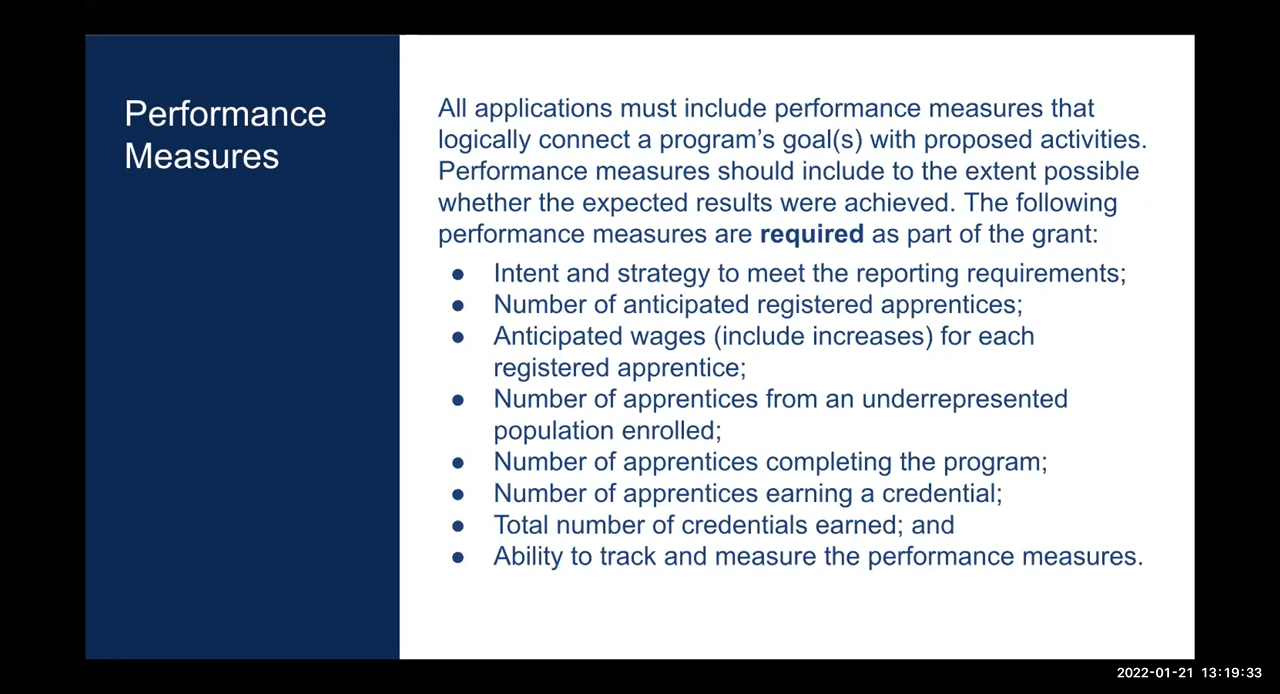 Performance
Measures
All applications must include performance measures that
logically connect a program’s goal(s) with proposed activities.
Performance measures should include to the extent possible
whether the expected results were achieved. The following
performance measures are required as part of the grant:
● Intent and strategy to meet the reporting requirements;
● Number of anticipated registered apprentices;
● Anticipated wages (include increases) for each
registered apprentice;
● Number of apprentices from an underrepresented
population enrolled;
● Number of apprentices completing the program;
● Number of apprentices earning a credential;
● Total number of credentials earned; and
● Ability to track and measure the performance measures.
2022-01-21 13:19:33